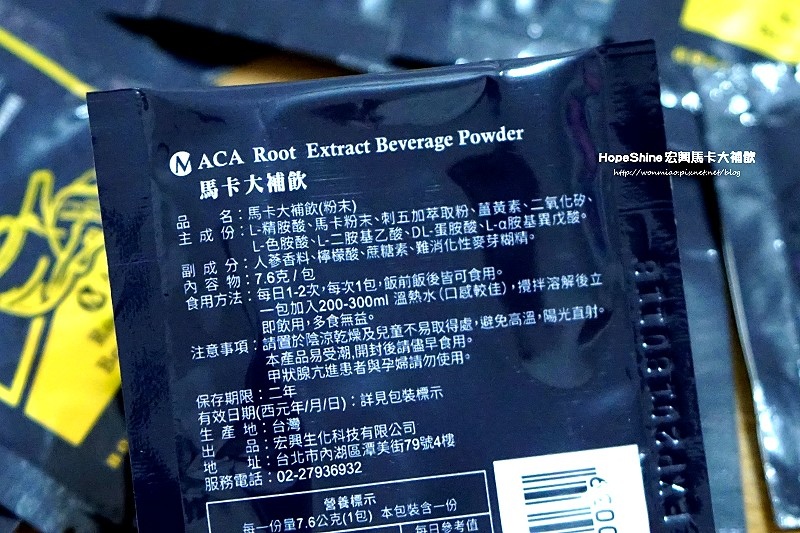 MACA Root Extract Beverage Powder
馬卡大補飲
HopeShine 宏興馬卡大補飲
http://wonmiao.pixnet.net/blog
品 名：馬卡大補飲(粉末)
主 成 份：L-精胺酸、馬卡粉末、刺五加萃取粉、薑黃素、二氧化矽、
L-色胺酸、L-二胺基乙酸、DL-蛋胺酸、L-α胺基異戊酸。
副 成 分：人蔘香料、檸檬酸、蔗糖素、難消化性麥芽糊精。
內 容 物：7.6克 / 包
食用方法：每日1-2次，每次1包，飯前飯後皆可食用。
一包加入200-300ml 溫熱水(口感較佳)，攪拌溶解後立
即飲用，多食無益。
注意事項：請置於陰涼乾燥及兒童不易取得處，避免高溫，陽光直射。
本產品易受潮，開封後請儘早食用。
甲狀腺亢進患者與孕婦請勿使用。
保存期限：二年
有效日期(西元年/月/日)：詳見包裝標示
生 產 地：台灣
出 品：宏興生化科技有限公司
地 址：台北市內湖區潭美街79號4樓
服務電話：02-27936932
營養標示
每一份量7.6公克(1包) 本包裝含一份
每日參考值